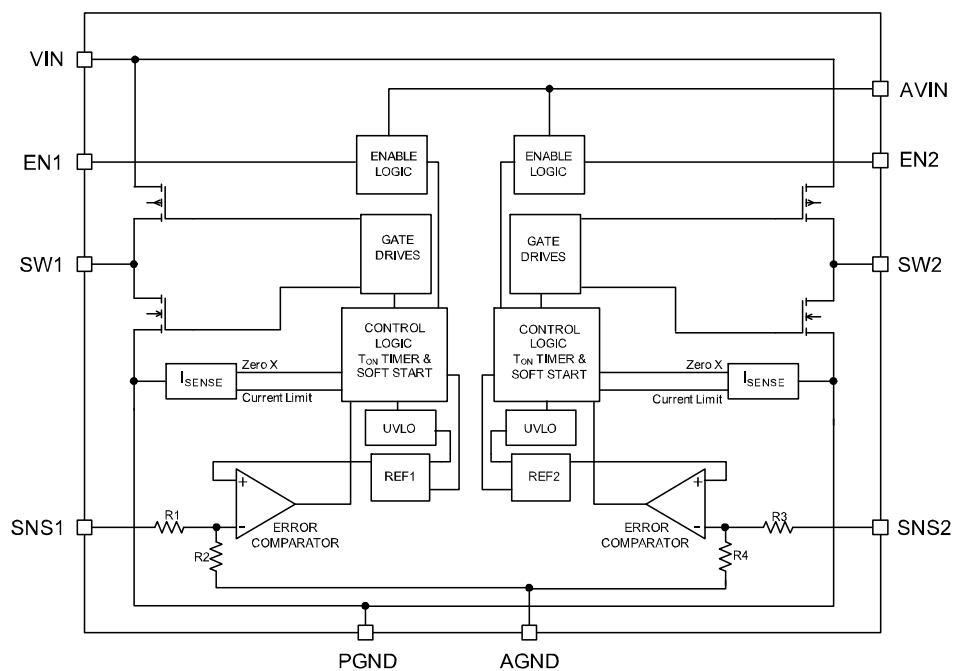 VIN
AVIN
EN1
ENABLE
LOGIC
ENABLE
LOGIC
EN2
GATE
DRIVES
GATE
DRIVES
SW1
SW2
CONTROL
LOGIC
TON TIMER &
SOFT START
CONTROL
LOGIC
TON TIMER &
SOFT START
ISENSE
Zero X
Current Limit
Zero X
Current Limit
ISENSE
UVLO
UVLO
REF1
REF2
+
-
+
-
SNS1
R1
R2
ERROR
COMPARATOR
ERROR
COMPARATOR
R3
R4
SNS2
PGND
AGND